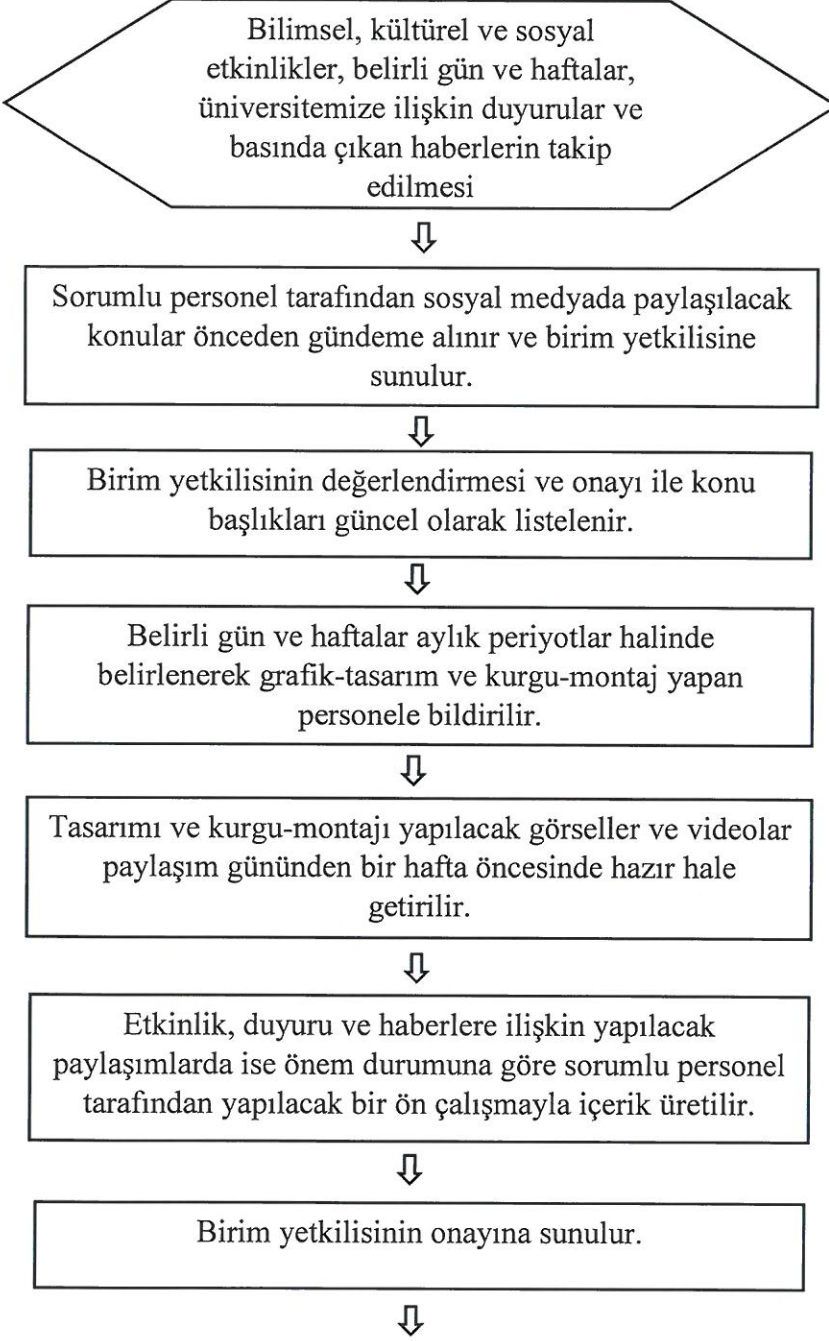 Bilimsel, kültürel ve sosyal
etkinlikler, belirli gün ve haftalar,
üniversitemize ilişkin duyurular ve
basında çıkan haberlerin takip
edilmesi
Sorumlu personel tarafından sosyal medyada paylaşılacak
konular önceden gündeme alınır ve birim yetkilisine
sunulur.
Birim yetkilisinin değerlendirmesi ve onayı ile konu
başlıkları güncel olarak listelenir.
Belirli gün ve haftalar aylık periyotlar halinde
belirlenerek grafik-tasarım ve kurgu-montaj yapan
personele bildirilir.
Tasarımı ve kurgu-montajı yapılacak görseller ve videolar
paylaşım gününden bir hafta öncesinde hazır hale
getirilir.
Etkinlik, duyuru ve haberlere ilişkin yapılacak
paylaşımlarda ise önem durumuna göre sorumlu personel
tarafından yapılacak bir ön çalışmayla içerik üretilir.
Birim yetkilisinin onayına sunulur.